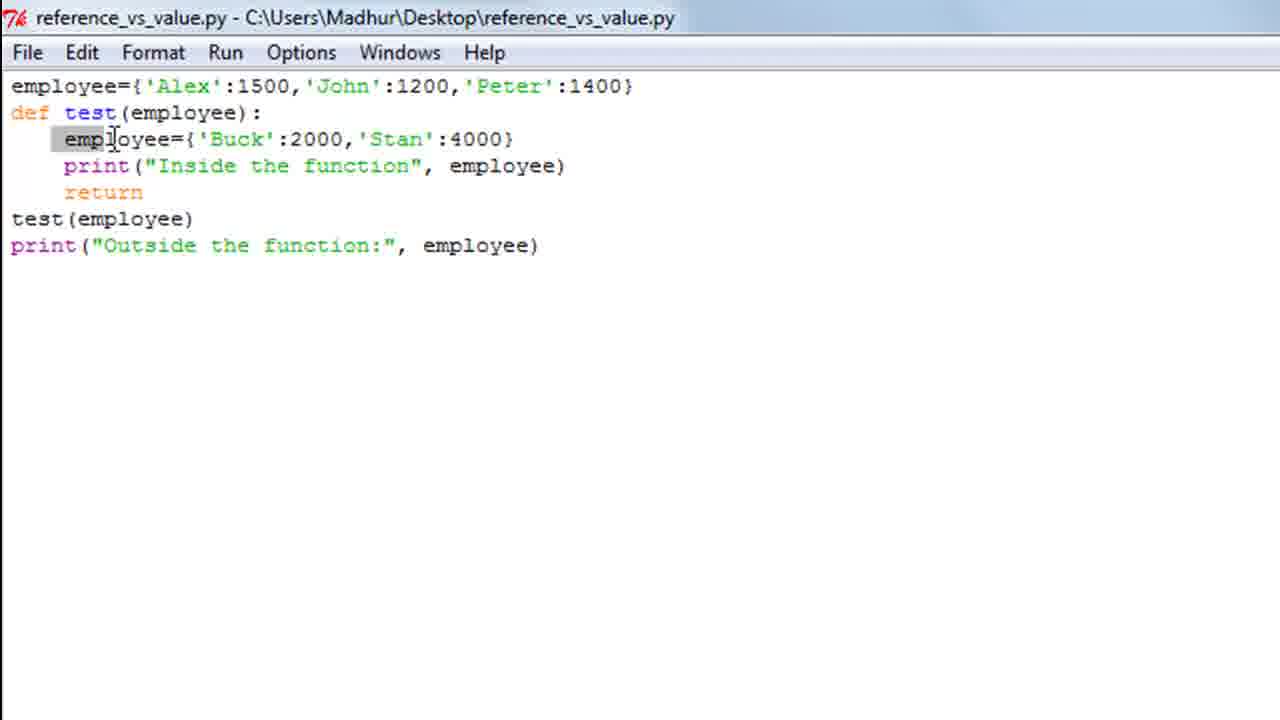 reference_vs_value.py - C:\Users\Madhur\Desktop\reference_vs_value.py
File Edit Format Run Options Windows Help
employee={'Alex':1500,'John':1200,'Peter':1400}
def test(employee):
    employee={'Buck':2000,'Stan':4000}
    print("Inside the function", employee)
    return
test(employee)
print("Outside the function:", employee)